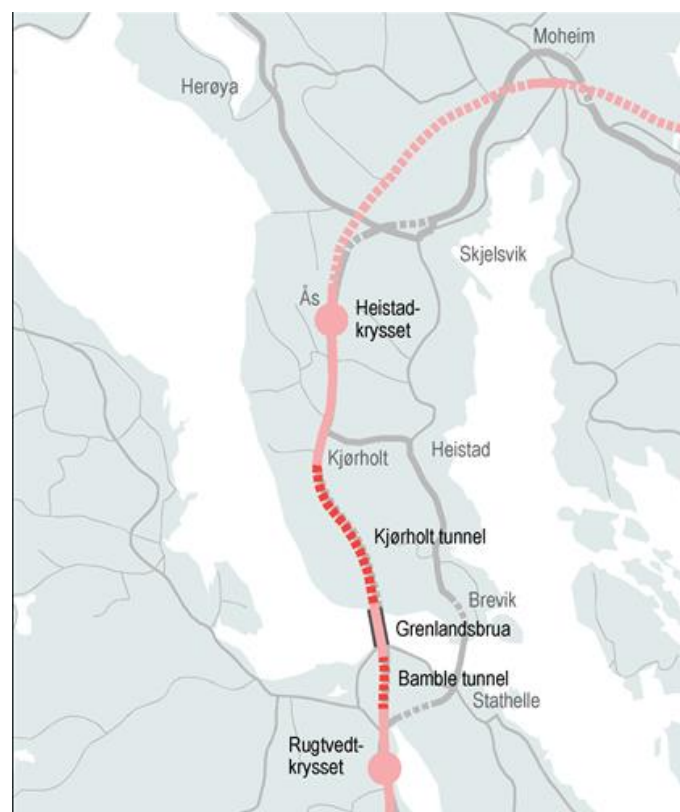 Moheim
Herøya
Skjelsvik
Ås
Heistad-
krysset
Heistad
Kjørholt
Kjørholt tunnel
Brevik
Grenlandsbrua
Bamble tunnel
Stathelle
Rugtvedt-
krysset